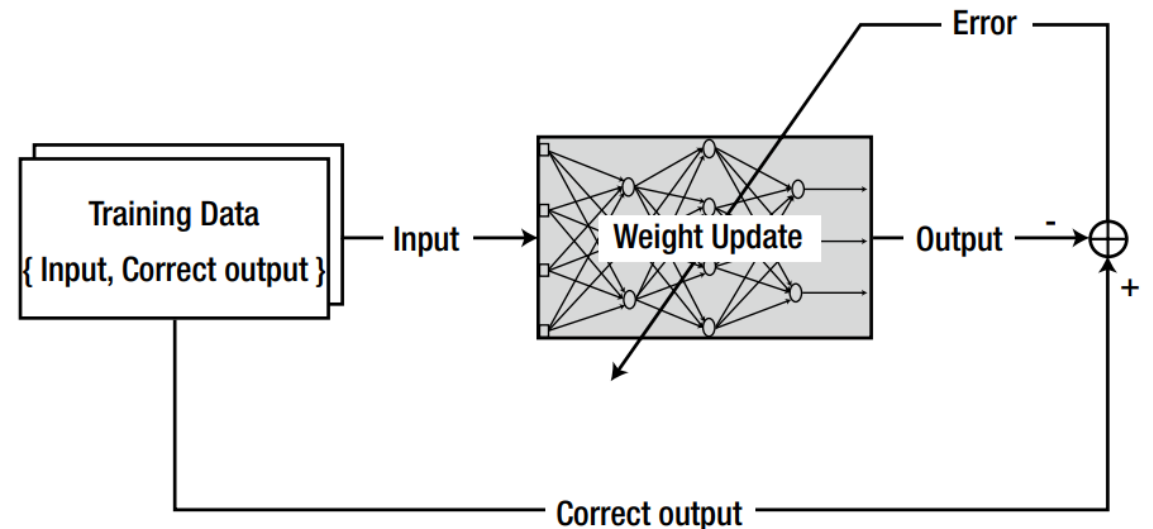 Error
Training Data
{ Input, Correct output }
Input
Weight Update
Output
-
+
Correct output